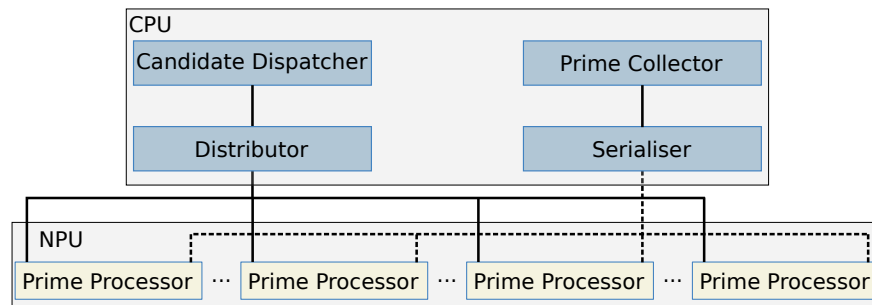 CPU
Candidate Dispatcher
Prime Collector
Distributor
Serialiser
NPU
Prime Processor ... Prime Processor ... Prime Processor ... Prime Processor